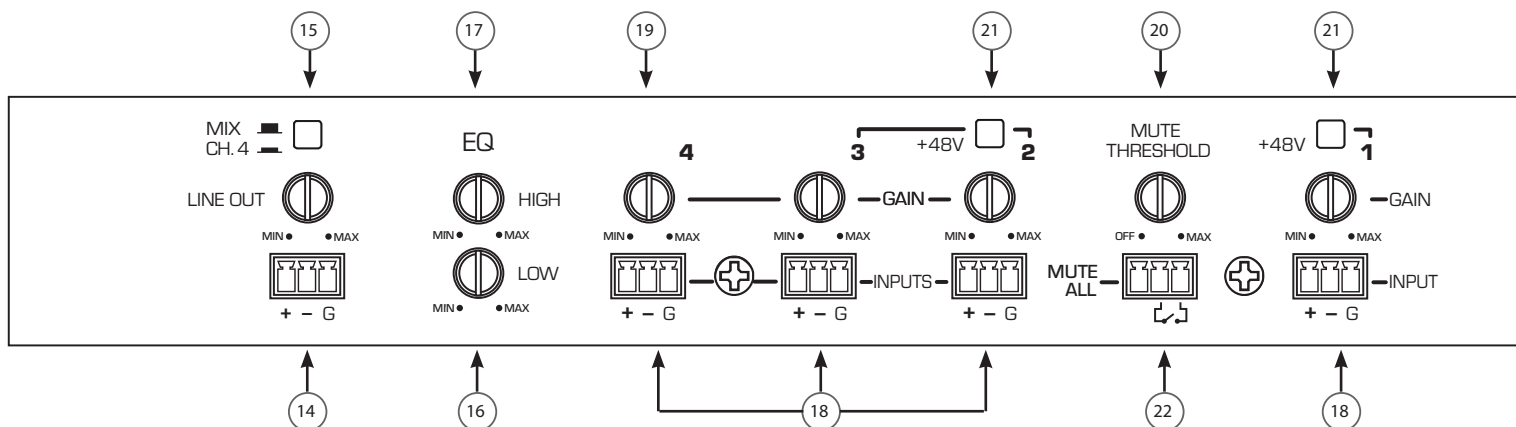 15 17 19 21 20 21
MIX
CH. 4
EQ
4
3 +48V 2
MUTE
THRESHOLD
+48V 1
LINE OUT
HIGH
GAIN
GAIN
MIN MAX
MIN MAX
MIN MAX
MIN MAX
MIN MAX
OFF MAX
MIN MAX
LOW
MIN MAX
INPUTS
MUTE
ALL
INPUT
+ – G
+ – G
+ – G
+ – G
+ – G
14 16 18 22 18